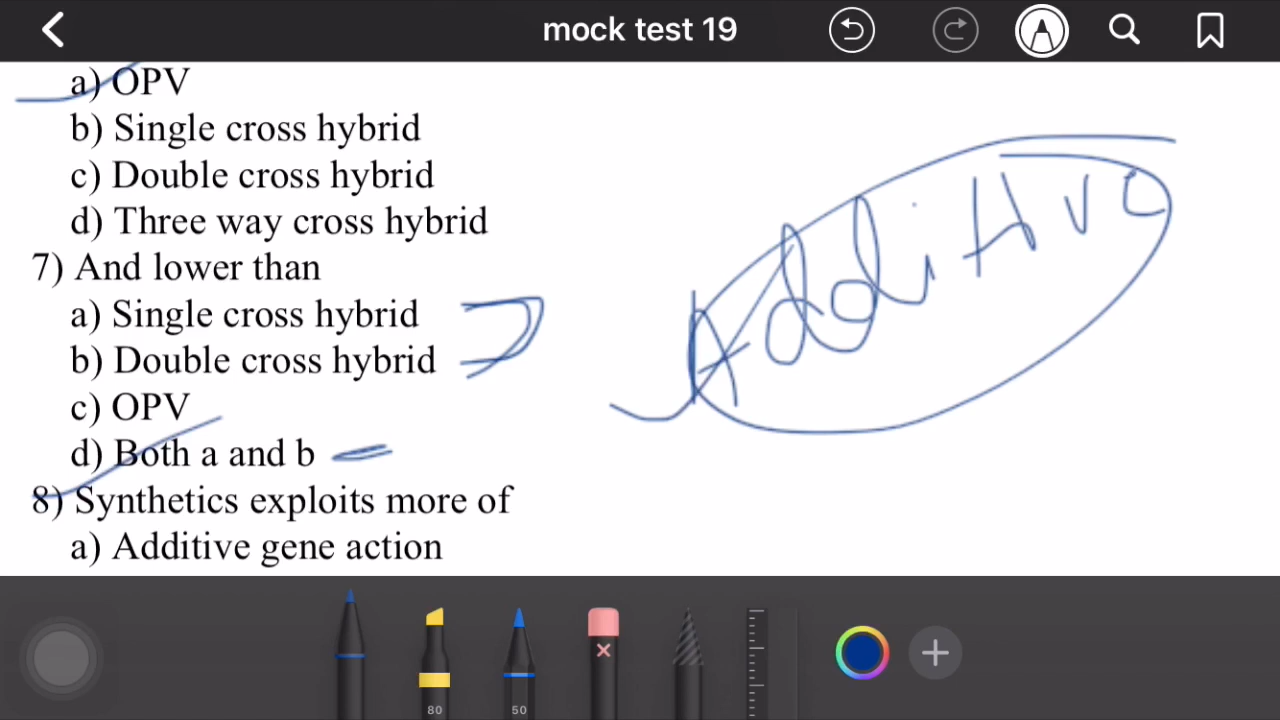 mock test 19
a) OPV
b) Single cross hybrid
c) Double cross hybrid
d) Three way cross hybrid
7) And lower than
a) Single cross hybrid
b) Double cross hybrid
c) OPV
d) Both a and b
8) Synthetics exploits more of
a) Additive gene action
Additive
80
50